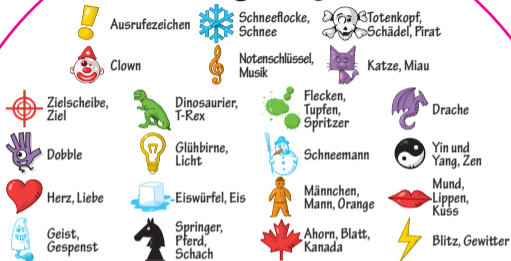 Ausrufezeichen
Schneeflocke,
Schnee
Totenkopf,
Schädel, Pirat
Clown
Notenschlüssel,
Musik
Katze, Miau
Zielscheibe,
Ziel
Dinosaurier,
T-Rex
Flecken,
Tupfen,
Spritzer
Drache
Dobble
Glühbirne,
Licht
Schneemann
Yin und
Yang, Zen
Herz, Liebe
Eiswürfel, Eis
Männchen,
Mann, Orange
Mund,
Lippen,
Kuss
Geist,
Gespenst
Springer,
Pferd,
Schach
Ahorn, Blatt,
Kanada
Blitz, Gewitter